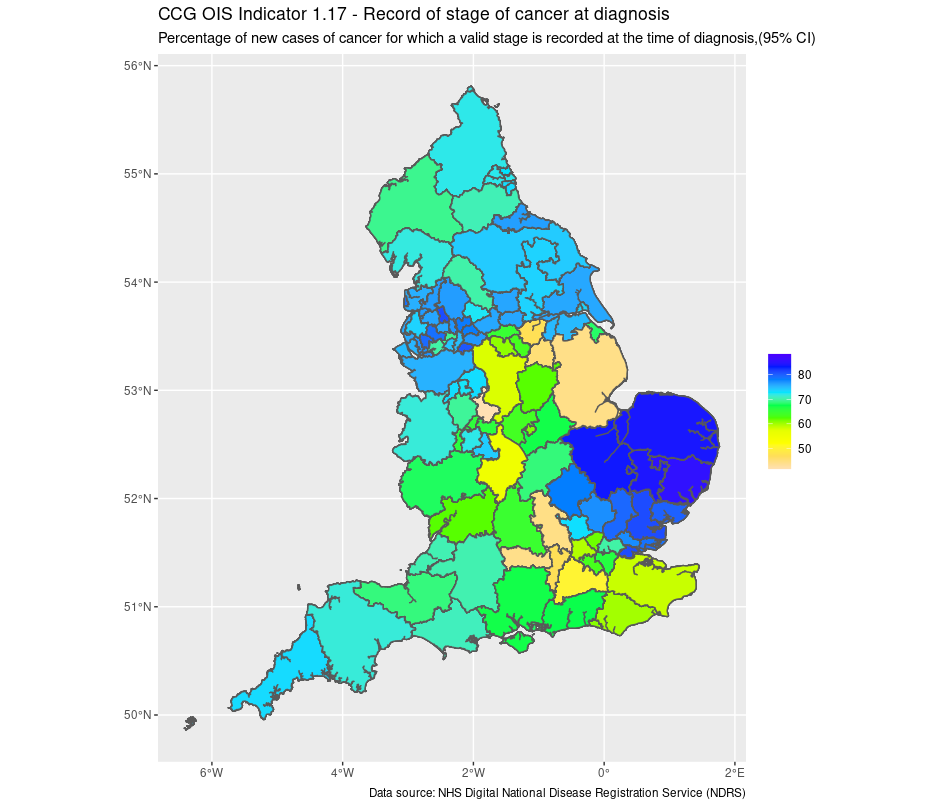 CCG OIS Indicator 1.17 - Record of stage of cancer at diagnosis
Percentage of new cases of cancer for which a valid stage is recorded at the time of diagnosis,(95% CI)
56°N
55°N
54°N
53°N
52°N
51°N
50°N
80
70
60
50
6°W 4°W 2°W 0° 2°E
Data source: NHS Digital National Disease Registration Service (NDRS)